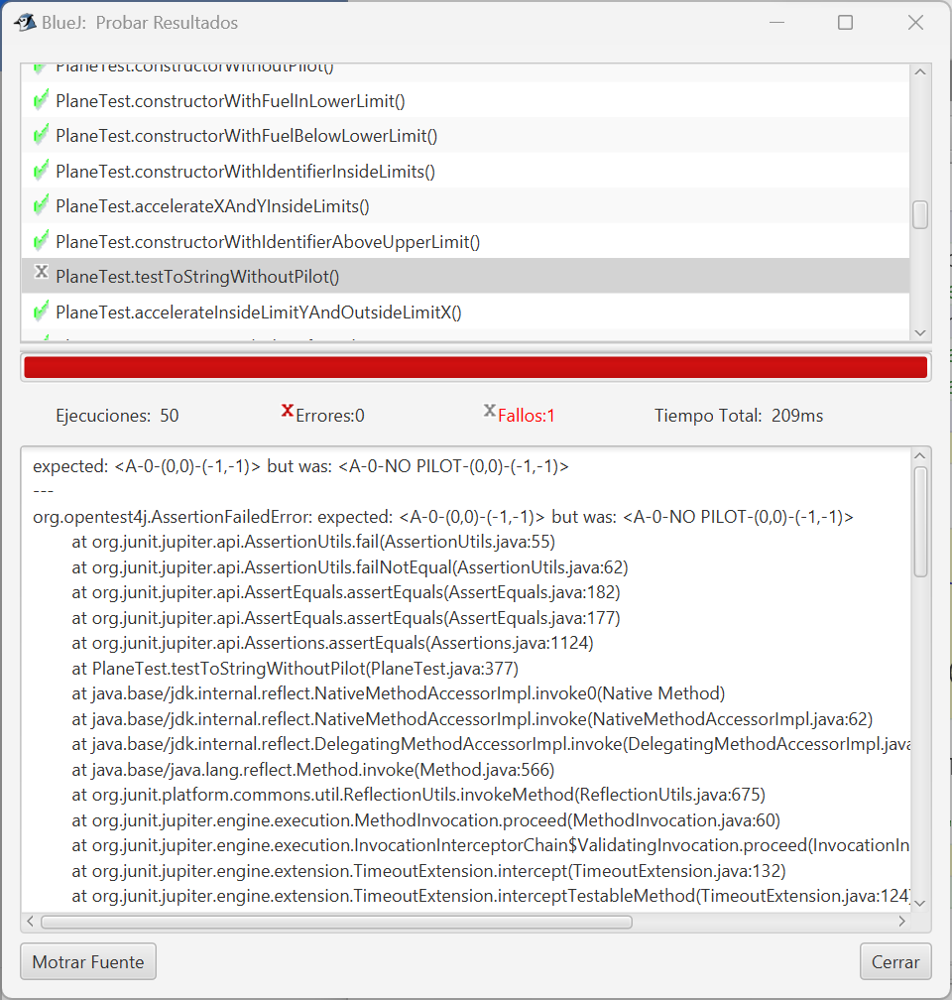 BlueJ:  Probar Resultados
PlaneTest.constructorWithoutPilot()
PlaneTest.constructorWithFuelInLowerLimit()
PlaneTest.constructorWithFuelBelowLowerLimit()
PlaneTest.constructorWithIdentifierInsideLimits()
PlaneTest.accelerateXAndYInsideLimits()
PlaneTest.constructorWithIdentifierAboveUpperLimit()
PlaneTest.testToStringWithoutPilot()
PlaneTest.accelerateInsideLimitYAndOutsideLimitX()
Ejecuciones:  50 Errores:0 Fallos:1 Tiempo Total:  209ms
expected: <A-0-(0,0)-(-1,-1)> but was: <A-0-NO PILOT-(0,0)-(-1,-1)>
---
org.opentest4j.AssertionFailedError: expected: <A-0-(0,0)-(-1,-1)> but was: <A-0-NO PILOT-(0,0)-(-1,-1)>
at org.junit.jupiter.api.AssertionUtils.fail(AssertionUtils.java:55)
at org.junit.jupiter.api.AssertionUtils.failNotEqual(AssertionUtils.java:62)
at org.junit.jupiter.api.AssertEquals.assertEquals(AssertEquals.java:182)
at org.junit.jupiter.api.AssertEquals.assertEquals(AssertEquals.java:177)
at org.junit.jupiter.api.Assertions.assertEquals(Assertions.java:1124)
at PlaneTest.testToStringWithoutPilot(PlaneTest.java:377)
at java.base/jdk.internal.reflect.NativeMethodAccessorImpl.invoke0(Native Method)
at java.base/jdk.internal.reflect.NativeMethodAccessorImpl.invoke(NativeMethodAccessorImpl.java:62)
at java.base/jdk.internal.reflect.DelegatingMethodAccessorImpl.invoke(DelegatingMethodAccessorImpl.java
at java.base/java.lang.reflect.Method.invoke(Method.java:566)
at org.junit.platform.commons.util.ReflectionUtils.invokeMethod(ReflectionUtils.java:675)
at org.junit.jupiter.engine.execution.MethodInvocation.proceed(MethodInvocation.java:60)
at org.junit.jupiter.engine.execution.InvocationInterceptorChain$ValidatingInvocation.proceed(InvocationIn
at org.junit.jupiter.engine.extension.TimeoutExtension.intercept(TimeoutExtension.java:132)
at org.junit.jupiter.engine.extension.TimeoutExtension.interceptTestableMethod(TimeoutExtension.java:124)
Motrar Fuente Cerrar